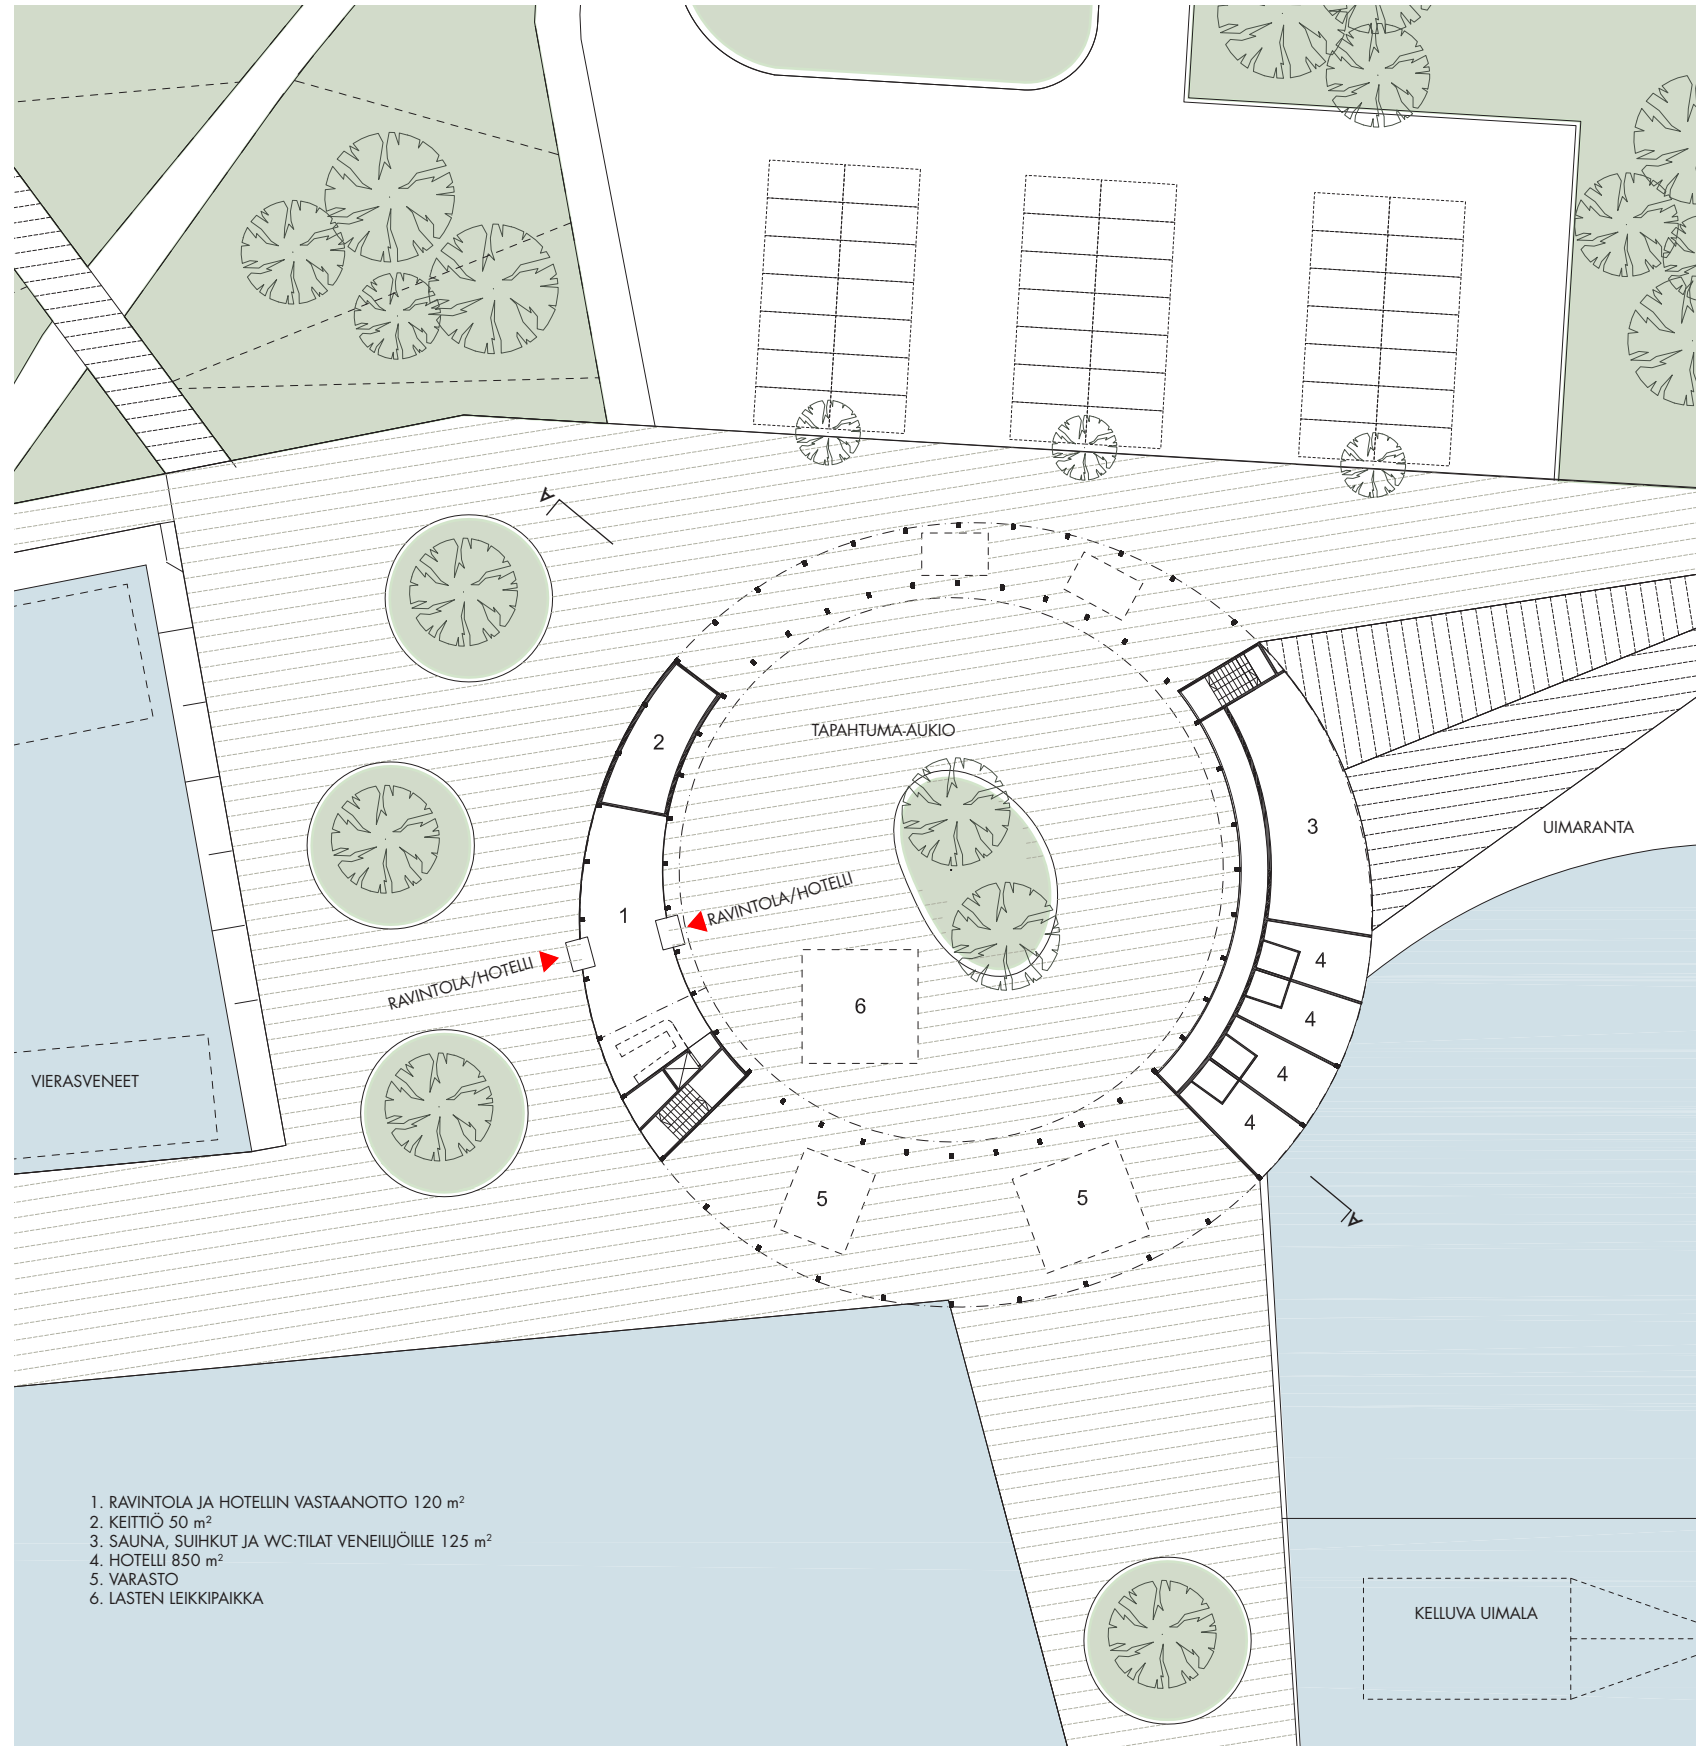 A
2
TAPAHTUMA-AUKIO
3
UIMARANTA
1
RAVINTOLA/HOTELLI
RAVINTOLA/HOTELLI
4
6
4
VIERASVENEET
4
4
5
5
A
1. RAVINTOLA JA HOTELLIN VASTAANOTTO 120 m²
2. KEITTIÖ 50 m²
3. SAUNA, SUIHKUT JA WC:TILAT VENEILIJÖILLE 125 m²
4. HOTELLI 850 m²
5. VARASTO
6. LASTEN LEIKKIPAIKKA
KELLUVA UIMALA